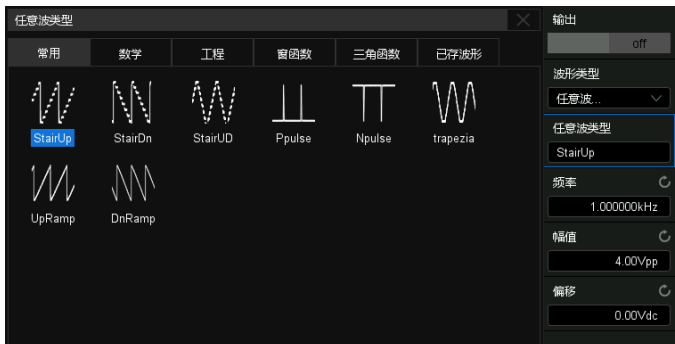 任意波类型
常用 数学 工程 窗函数 三角函数 已存波形
StairUp StairDn StairUD Ppulse Npulse trapezia
UpRamp DnRamp
输出
off
波形类型
任意波...
任意波类型
StairUp
频率
1.000000kHz
幅值
4.00Vpp
偏移
0.00Vdc